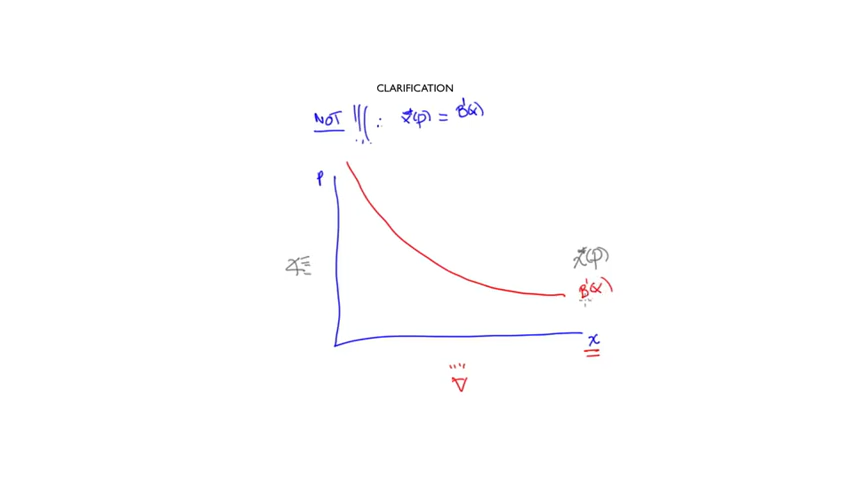 CLARIFICATION
NOT !!! : x*(p) = B'(x)
p
x*(p)
B'(x)
x